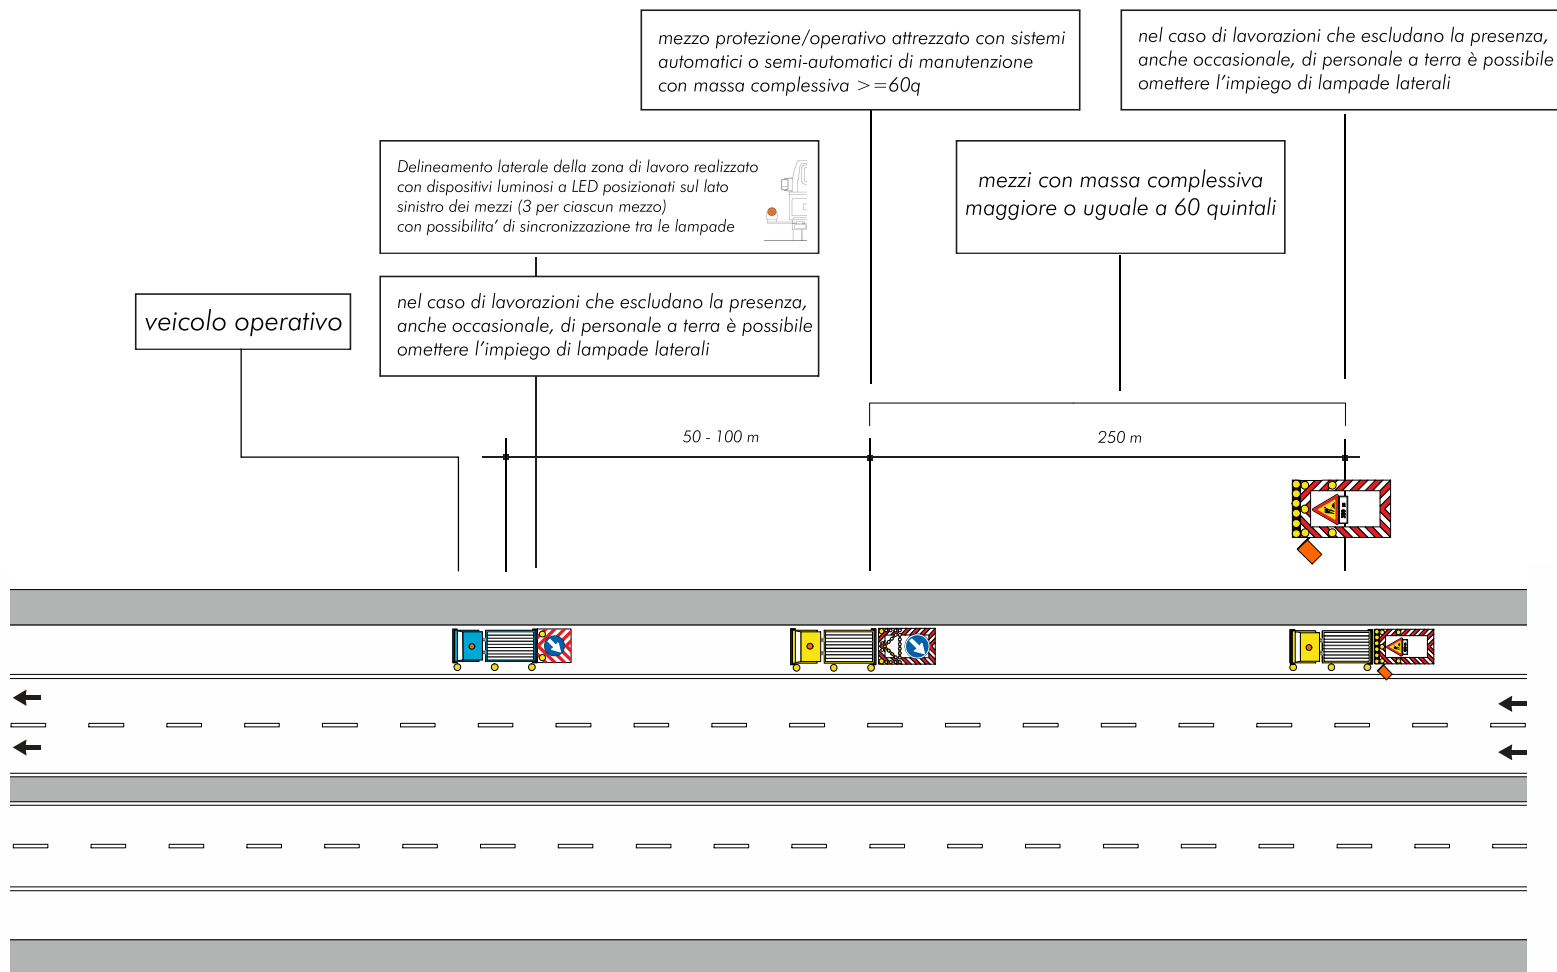 mezzo protezione/operativo attrezzato con sistemi
automatici o semi-automatici di manutenzione
con massa complessiva >=60q
nel caso di lavorazioni che escludano la presenza,
anche occasionale, di personale a terra è possibile
omettere l'impiego di lampade laterali
Delineamento laterale della zona di lavoro realizzato
con dispositivi luminosi a LED posizionati sul lato
sinistro dei mezzi (3 per ciascun mezzo)
con possibilita' di sincronizzazione tra le lampade
mezzi con massa complessiva
maggiore o uguale a 60 quintali
nel caso di lavorazioni che escludano la presenza,
anche occasionale, di personale a terra è possibile
omettere l'impiego di lampade laterali
veicolo operativo
50 - 100 m
250 m